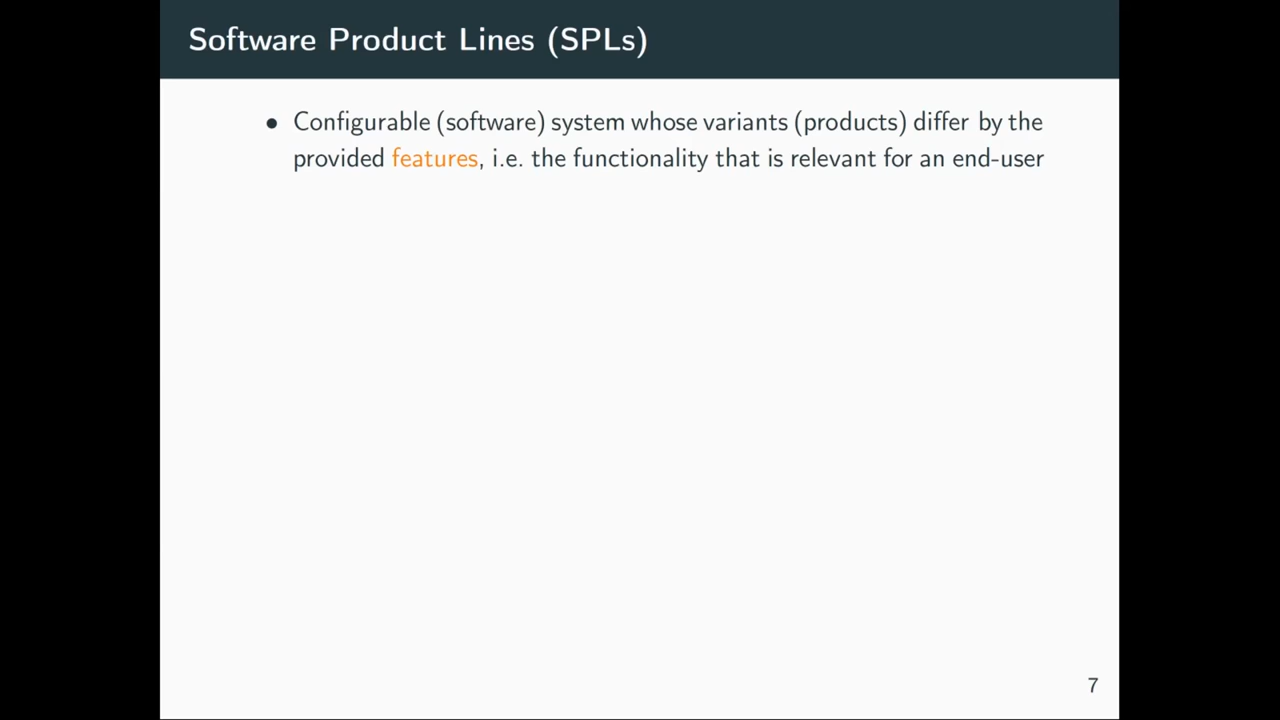 Software Product Lines (SPLs)
• Configurable (software) system whose variants (products) differ by the
provided features, i.e. the functionality that is relevant for an end-user
7